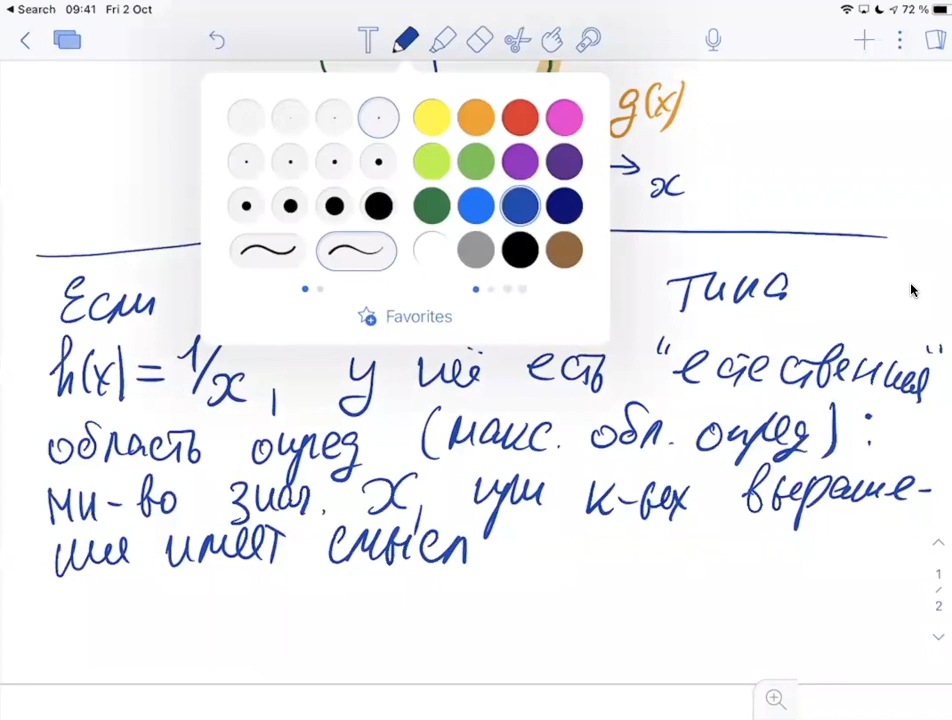 Search 09:41 Fri 2 Oct 72 %
T
g(x)
x
Favorites
Если типа
h(x) = 1/x, у неё есть "естественная"
область опред (макс. обл. опред) :
мн-во знач. x, при к-рых выраже-
ние имеет смысл
1
/
2